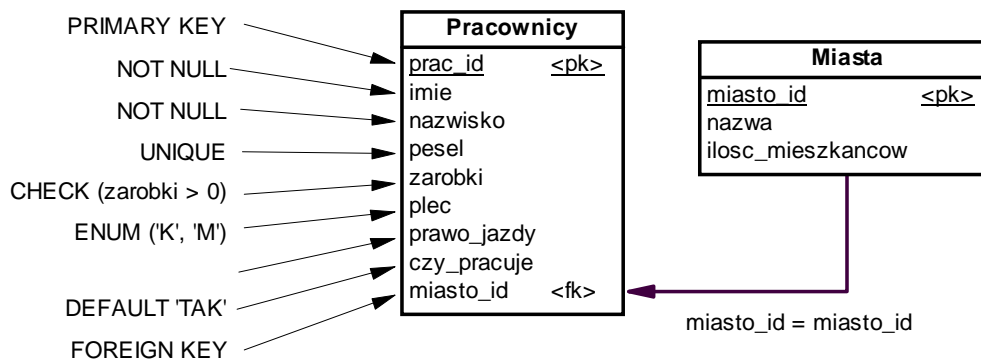 PRIMARY KEY
NOT NULL
NOT NULL
UNIQUE
CHECK (zarobki > 0)
ENUM ('K', 'M')
DEFAULT 'TAK'
FOREIGN KEY
Pracownicy
prac_id <pk>
imie
nazwisko
pesel
zarobki
plec
prawo_jazdy
czy_pracuje
miasto_id <fk>
Miasta
miasto_id <pk>
nazwa
ilosc_mieszkancow
miasto_id = miasto_id